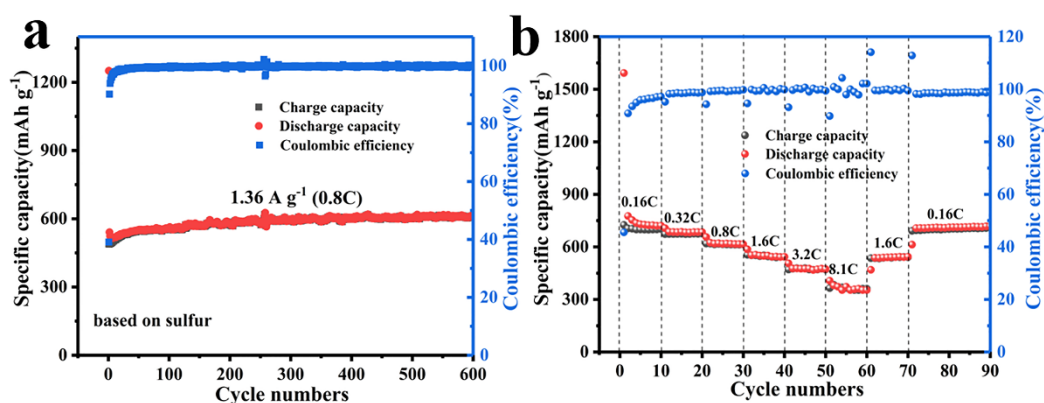 a
Specific capacity(mAh g⁻¹)
1300
1200
900
600
300
0
0
100
200
300
400
500
600
Cycle numbers
0
20
40
60
80
100
Coulombic efficiency(%)
Charge capacity
Discharge capacity
Coulombic efficiency
1.36 A g⁻¹ (0.8C)
based on sulfur
b
Specific capacity(mAh g⁻¹)
1800
1500
1200
900
600
300
0
0
10
20
30
40
50
60
70
80
90
Cycle numbers
0
20
40
60
80
100
120
Coulombic efficiency(%)
Charge capacity
Discharge capacity
Coulombic efficiency
0.16C
0.32C
0.8C
1.6C
3.2C
8.1C
1.6C
0.16C